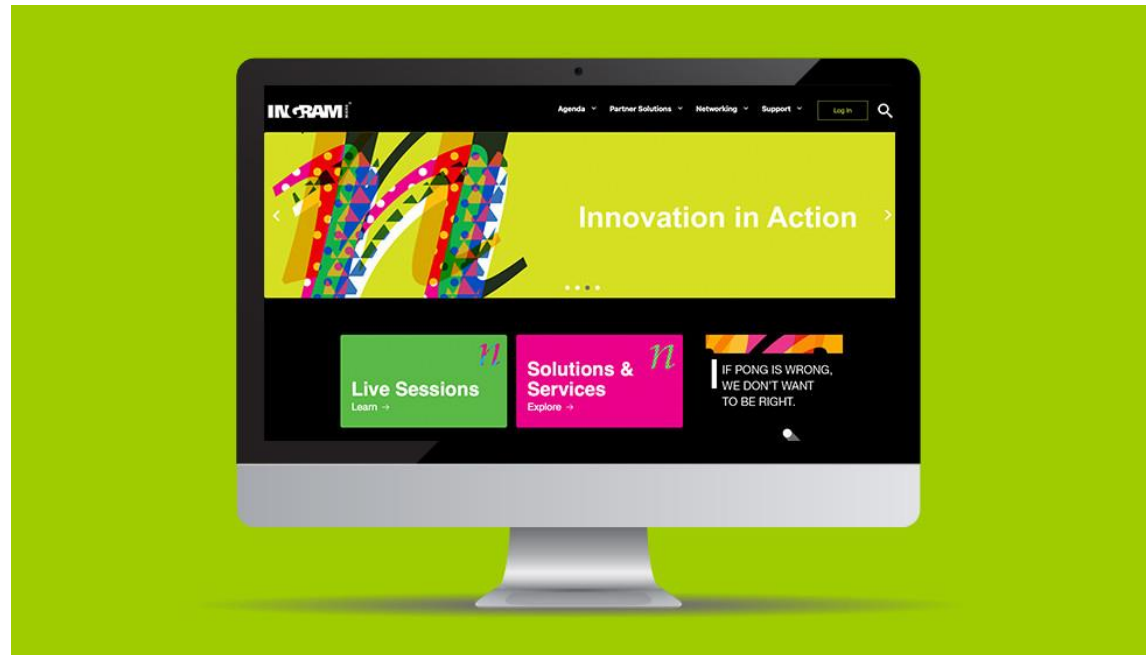 INGRAM
Agenda
Partner Solutions
Networking
Support
Log In
Innovation in Action
n
Live Sessions
Learn →
n
Solutions &
Services
Explore →
IF PONG IS WRONG,
WE DON'T WANT
TO BE RIGHT.